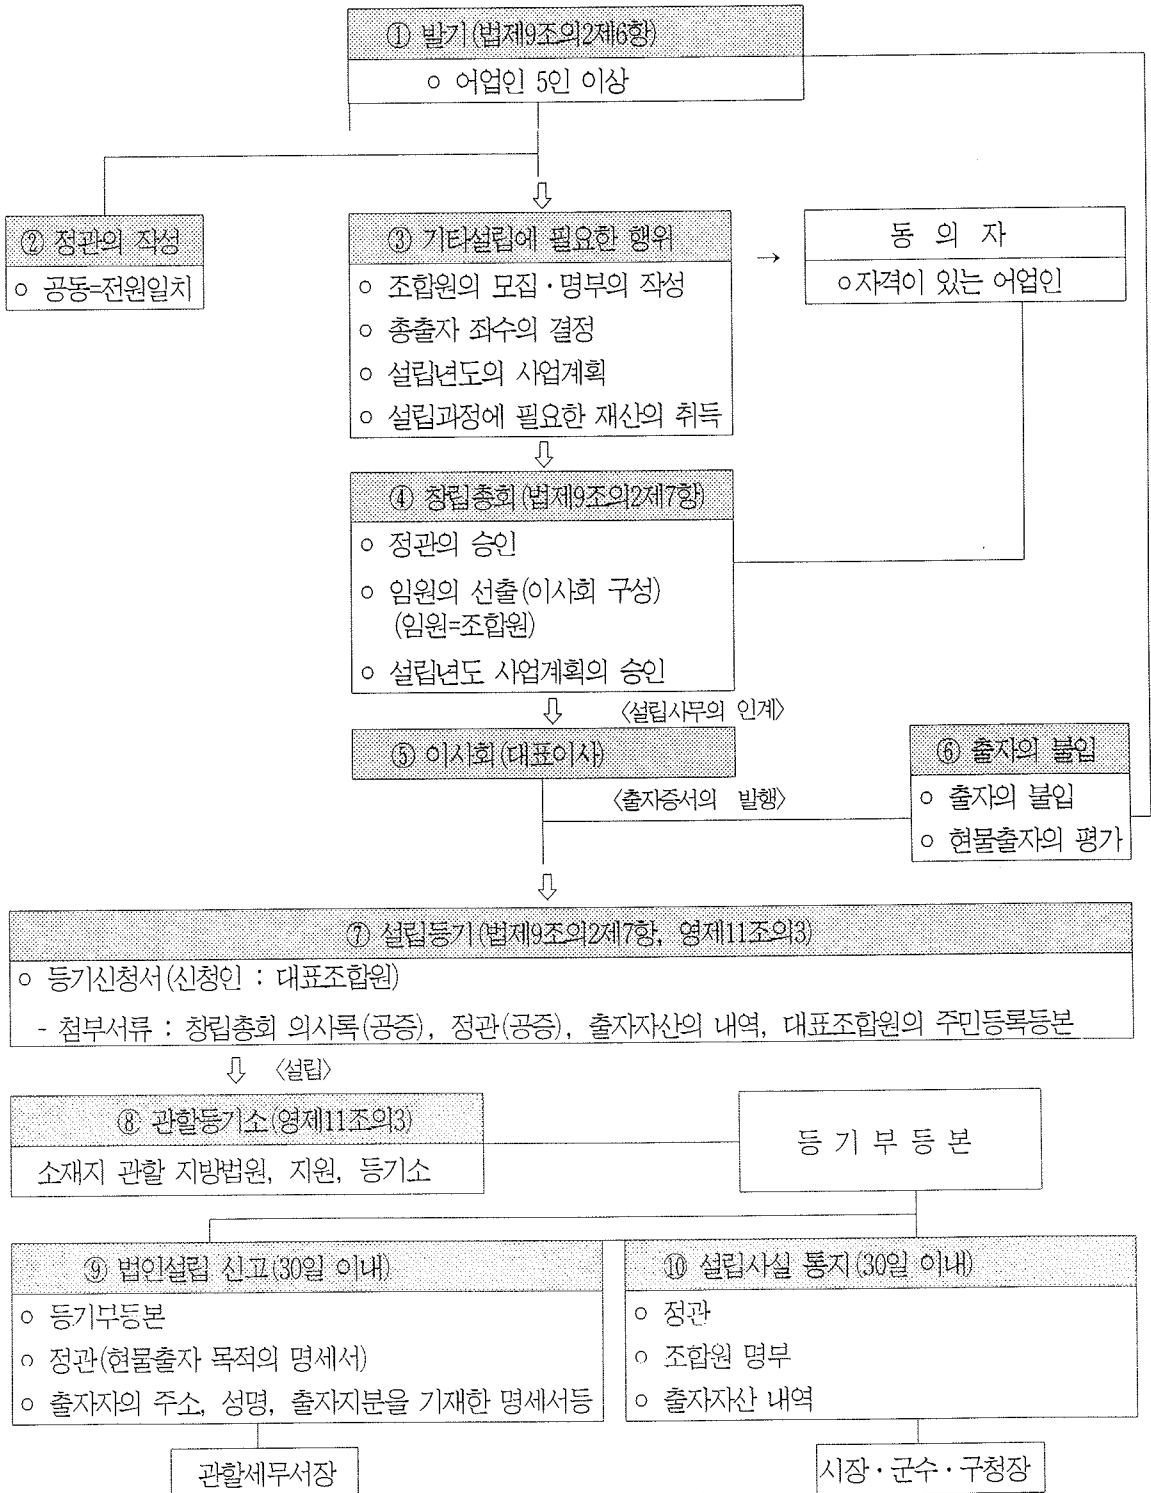 ① 발기(법제9조의2제6항)
○ 어업인 5인 이상
② 정관의 작성
○ 공동=전원일치
③ 기타설립에 필요한 행위
○ 조합원의 모집·명부의 작성
○ 총출자 좌수의 결정
○ 설립년도의 사업계획
○ 설립과정에 필요한 재산의 취득
→
동 의 자
○자격이 있는 어업인
④ 창립총회(법제9조의2제7항)
○ 정관의 승인
○ 임원의 선출(이사회 구성)
(임원=조합원)
○ 설립년도 사업계획의 승인
〈설립사무의 인계〉
⑤ 이사회(대표이사)
〈출자증서의 발행〉
⑥ 출자의 불입
○ 출자의 불입
○ 현물출자의 평가
⑦ 설립등기(법제9조의2제7항, 영제11조의3)
○ 등기신청서(신청인 : 대표조합원)
- 첨부서류 : 창립총회 의사록(공증), 정관(공증), 출자자산의 내역, 대표조합원의 주민등록등본
〈설립〉
⑧ 관할등기소(영제11조의3)
소재지 관할 지방법원, 지원, 등기소
등 기 부 등 본
⑨ 법인설립 신고(30일 이내)
○ 등기부등본
○ 정관(현물출자 목적의 명세서)
○ 출자자의 주소, 성명, 출자지분을 기재한 명세서등
관할세무서장
⑩ 설립사실 통지(30일 이내)
○ 정관
○ 조합원 명부
○ 출자자산 내역
시장·군수·구청장